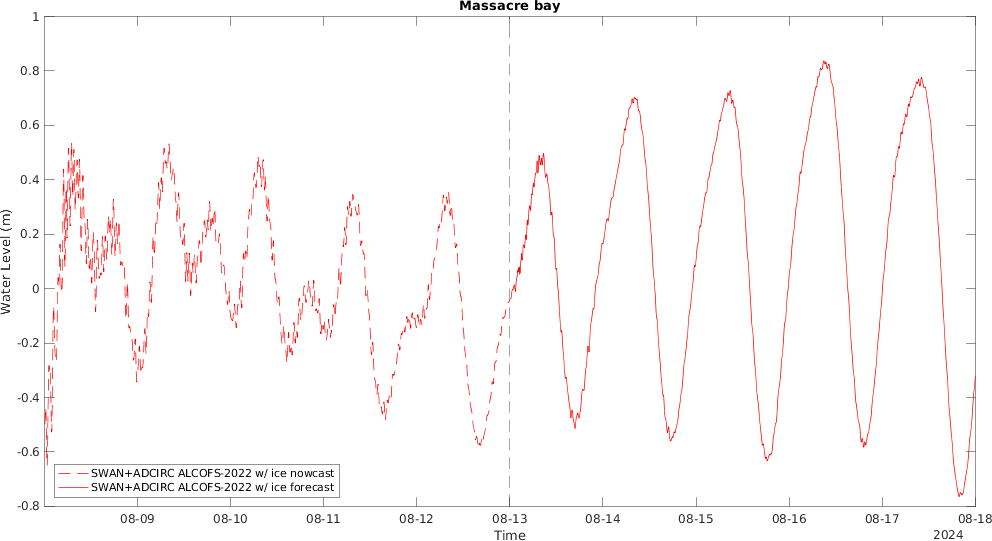 Massacre bay
1
0.8
0.6
0.4
0.2
0
-0.2
-0.4
-0.6
-0.8
Water Level (m)
SWAN+ADCIRC ALCOFS-2022 w/ ice nowcast
SWAN+ADCIRC ALCOFS-2022 w/ ice forecast
08-09 08-10 08-11 08-12 08-13 08-14 08-15 08-16 08-17 08-18
Time
2024